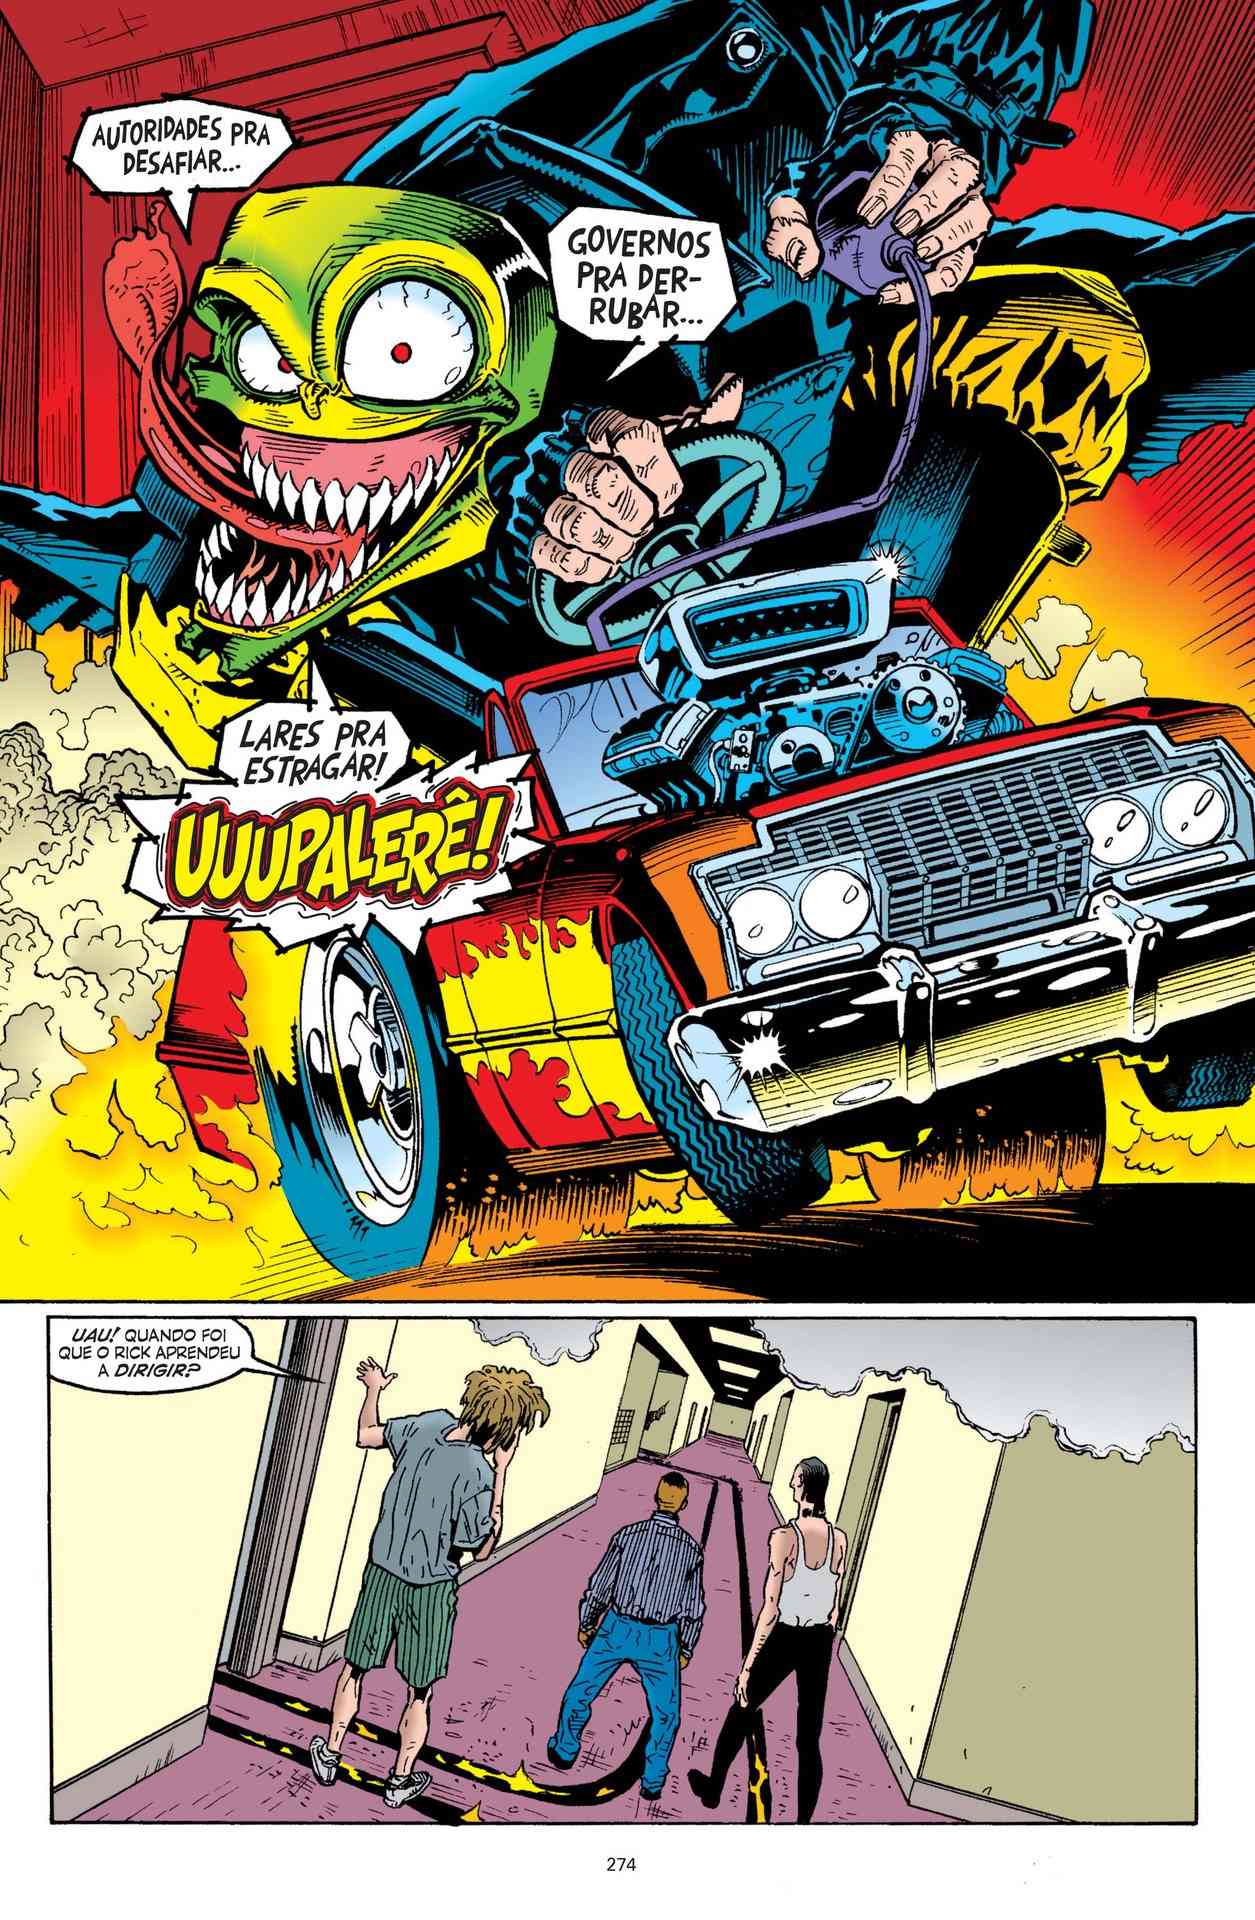 AUTORIDADES PRA
DESAFIAR...
GOVERNOS
PRA DER-
RUBAR...
LARES PRA
ESTRAGAR!
UUUPALERÊ!
UAU! QUANDO FOI
QUE O RICK APRENDEU
A DIRIGIR?
274